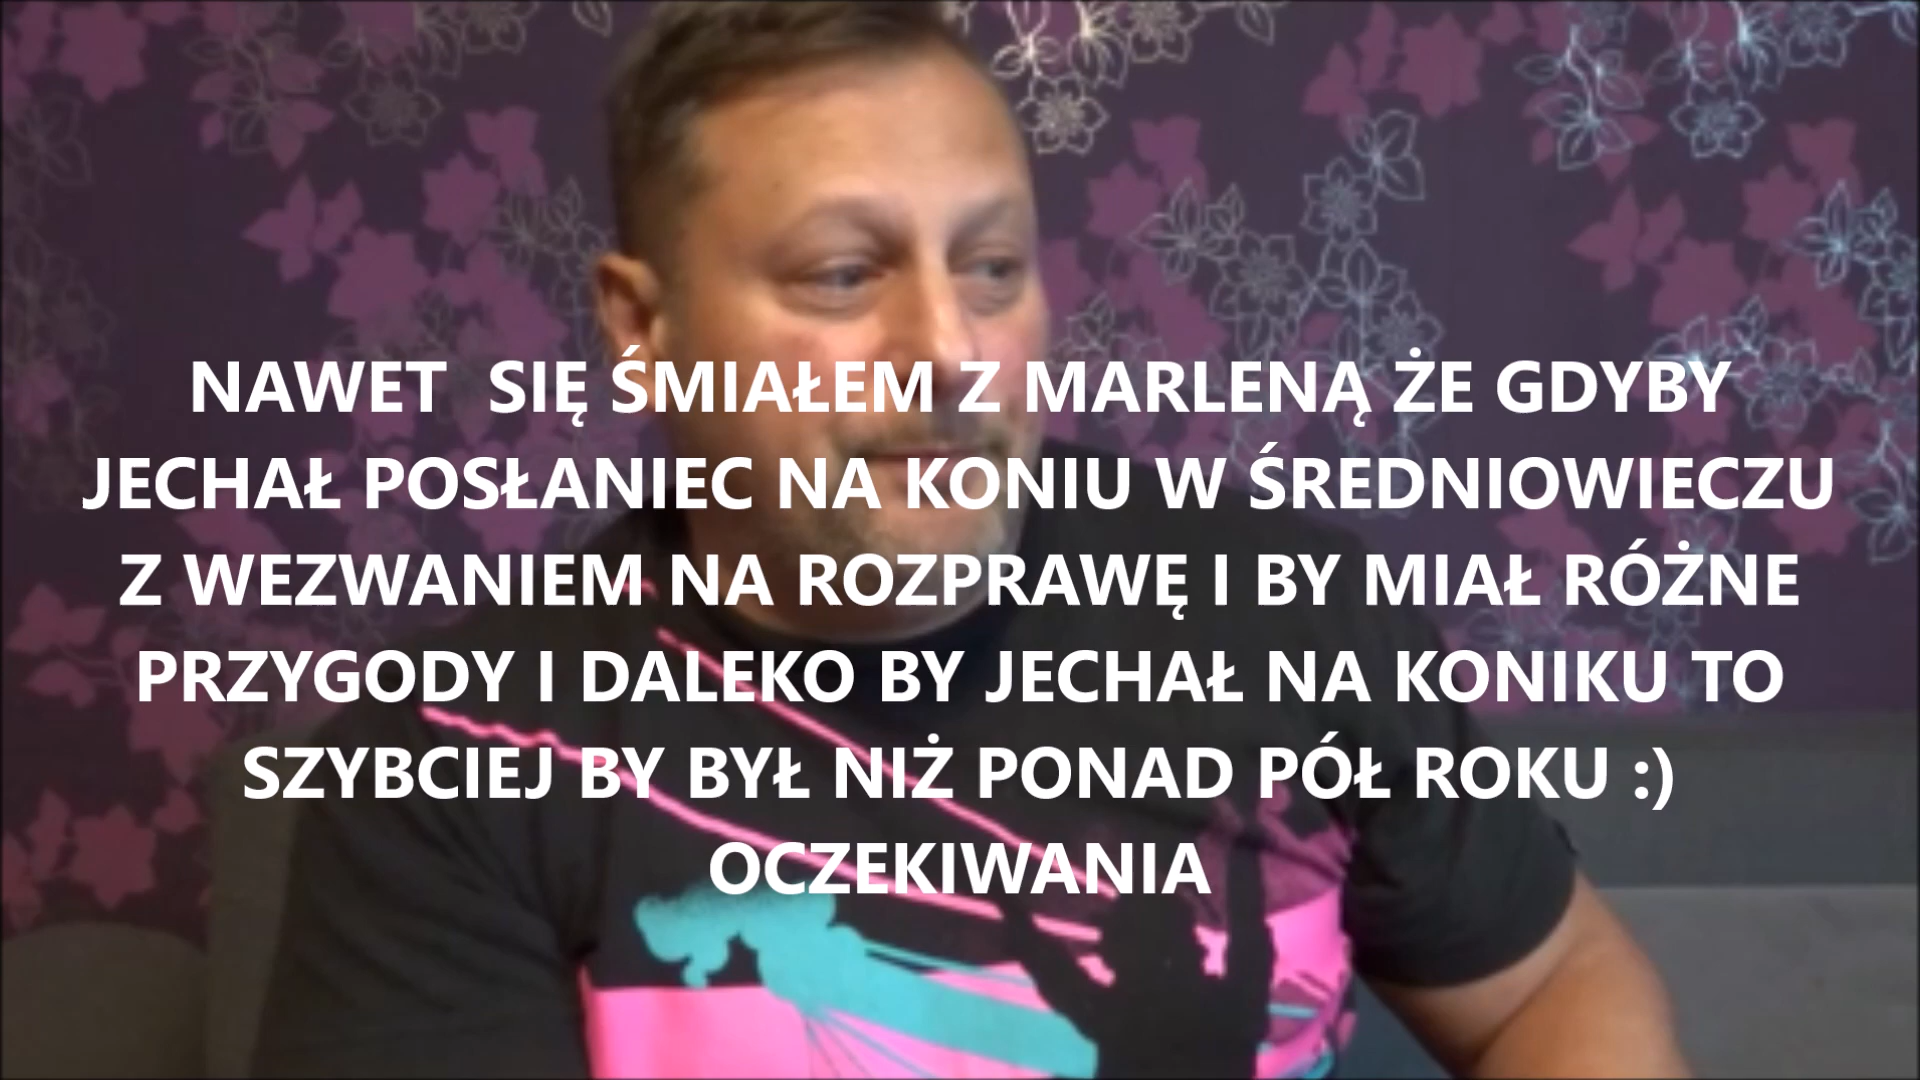 NAWET  SIĘ ŚMIAŁEM Z MARLENĄ ŻE GDYBY
JECHAŁ POSŁANIEC NA KONIU W ŚREDNIOWIECZU
Z WEZWANIEM NA ROZPRAWĘ I BY MIAŁ RÓŻNE
PRZYGODY I DALEKO BY JECHAŁ NA KONIKU TO
SZYBCIEJ BY BYŁ NIŻ PONAD PÓŁ ROKU :)
OCZEKIWANIA